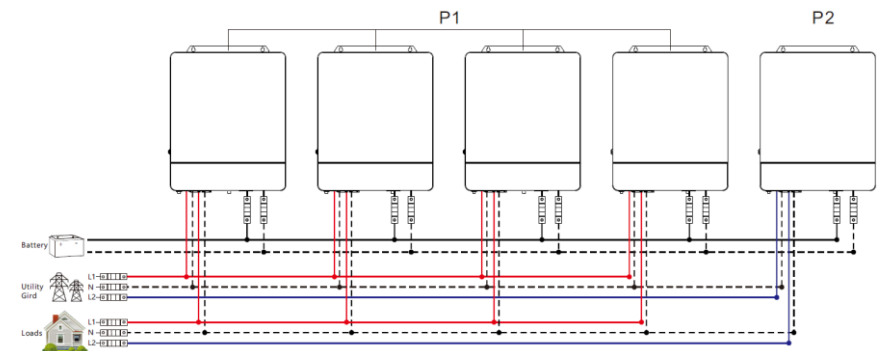 P1
P2
Battery
Utility
Gird
L1
N
L2
Loads
L1
N
L2